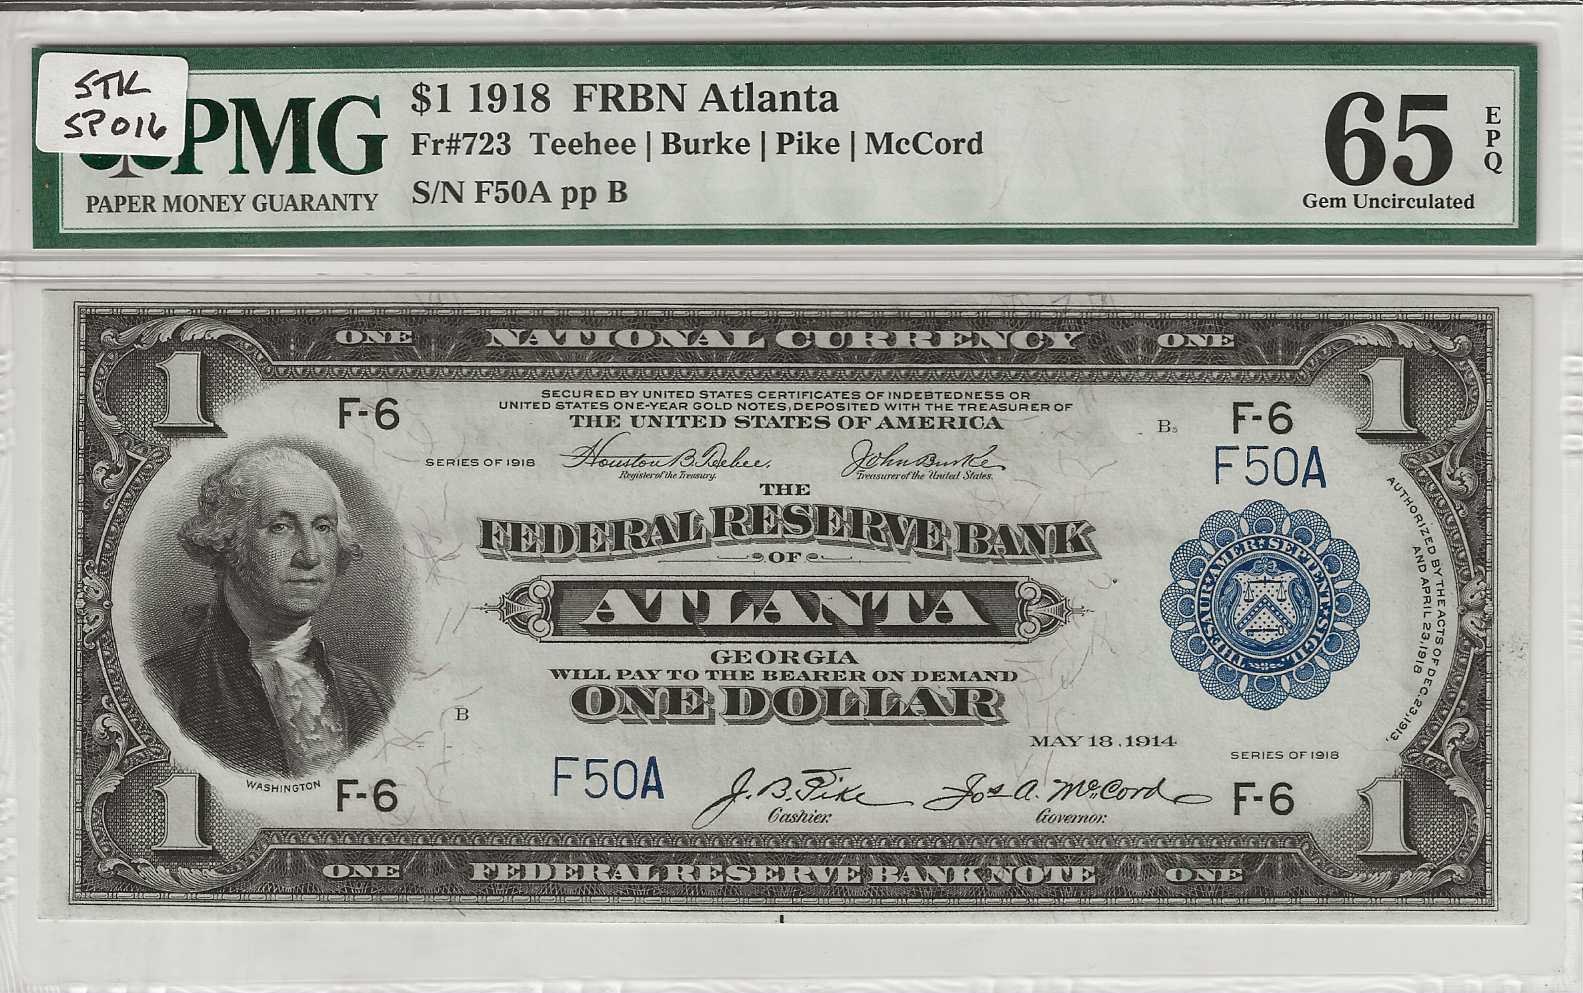 STK
SP016
PMG
PAPER MONEY GUARANTY
$1 1918 FRBN Atlanta
Fr#723 Teehee | Burke | Pike | McCord
S/N F50A pp B
65
EPQ
Gem Uncirculated
ONE NATIONAL CURRENCY ONE
1 1
SECURED BY UNITED STATES CERTIFICATES OF INDEBTEDNESS OR
UNITED STATES ONE-YEAR GOLD NOTES, DEPOSITED WITH THE TREASURER OF
THE UNITED STATES OF AMERICA
F-6 F-6
B5
F50A
SERIES OF 1918
Houston B. Teehee.
Register of the Treasury.
John Burke
Treasurer of the United States.
THE
FEDERAL RESERVE BANK
OF
ATLANTA
GEORGIA
WILL PAY TO THE BEARER ON DEMAND
ONE DOLLAR
THESAUR. AMER. SEPTENT. SIGIL.
AUTHORIZED BY THE ACTS OF DEC. 23, 1913,
AND APRIL 23, 1918
B
MAY 18, 1914
SERIES OF 1918
WASHINGTON
F-6
F50A
J. B. Pike
Cashier.
Jos A. McCord
Governor.
F-6
1 1
ONE FEDERAL RESERVE BANK NOTE ONE